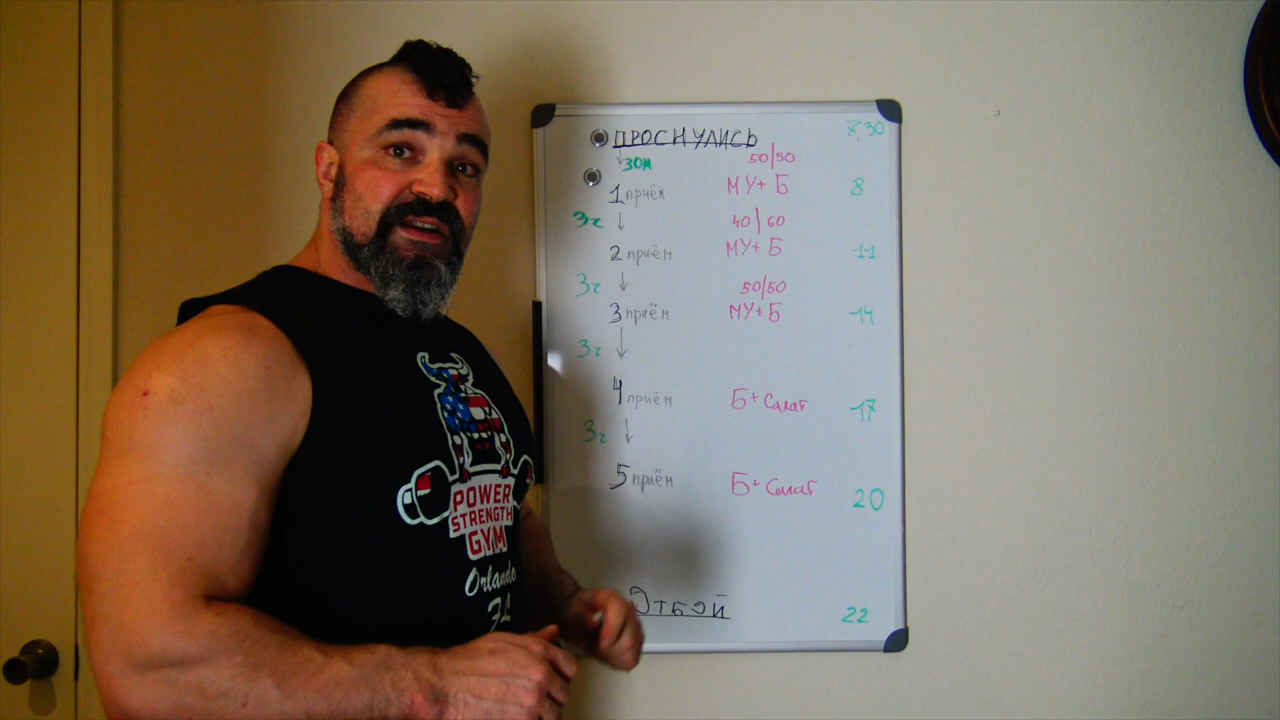 POWER
STRENGTH
GYM
Orlando
FL
ПРОСНУЛИСЬ 7,30
30м 50/50
1 приём МУ+Б 8
3ч 40/60
2 приём МУ+Б 11
3ч 50/50
3 приём МУ+Б 14
3ч
4 приём Б+Салат 17
3ч
5 приём Б+Салат 20
Отбой 22